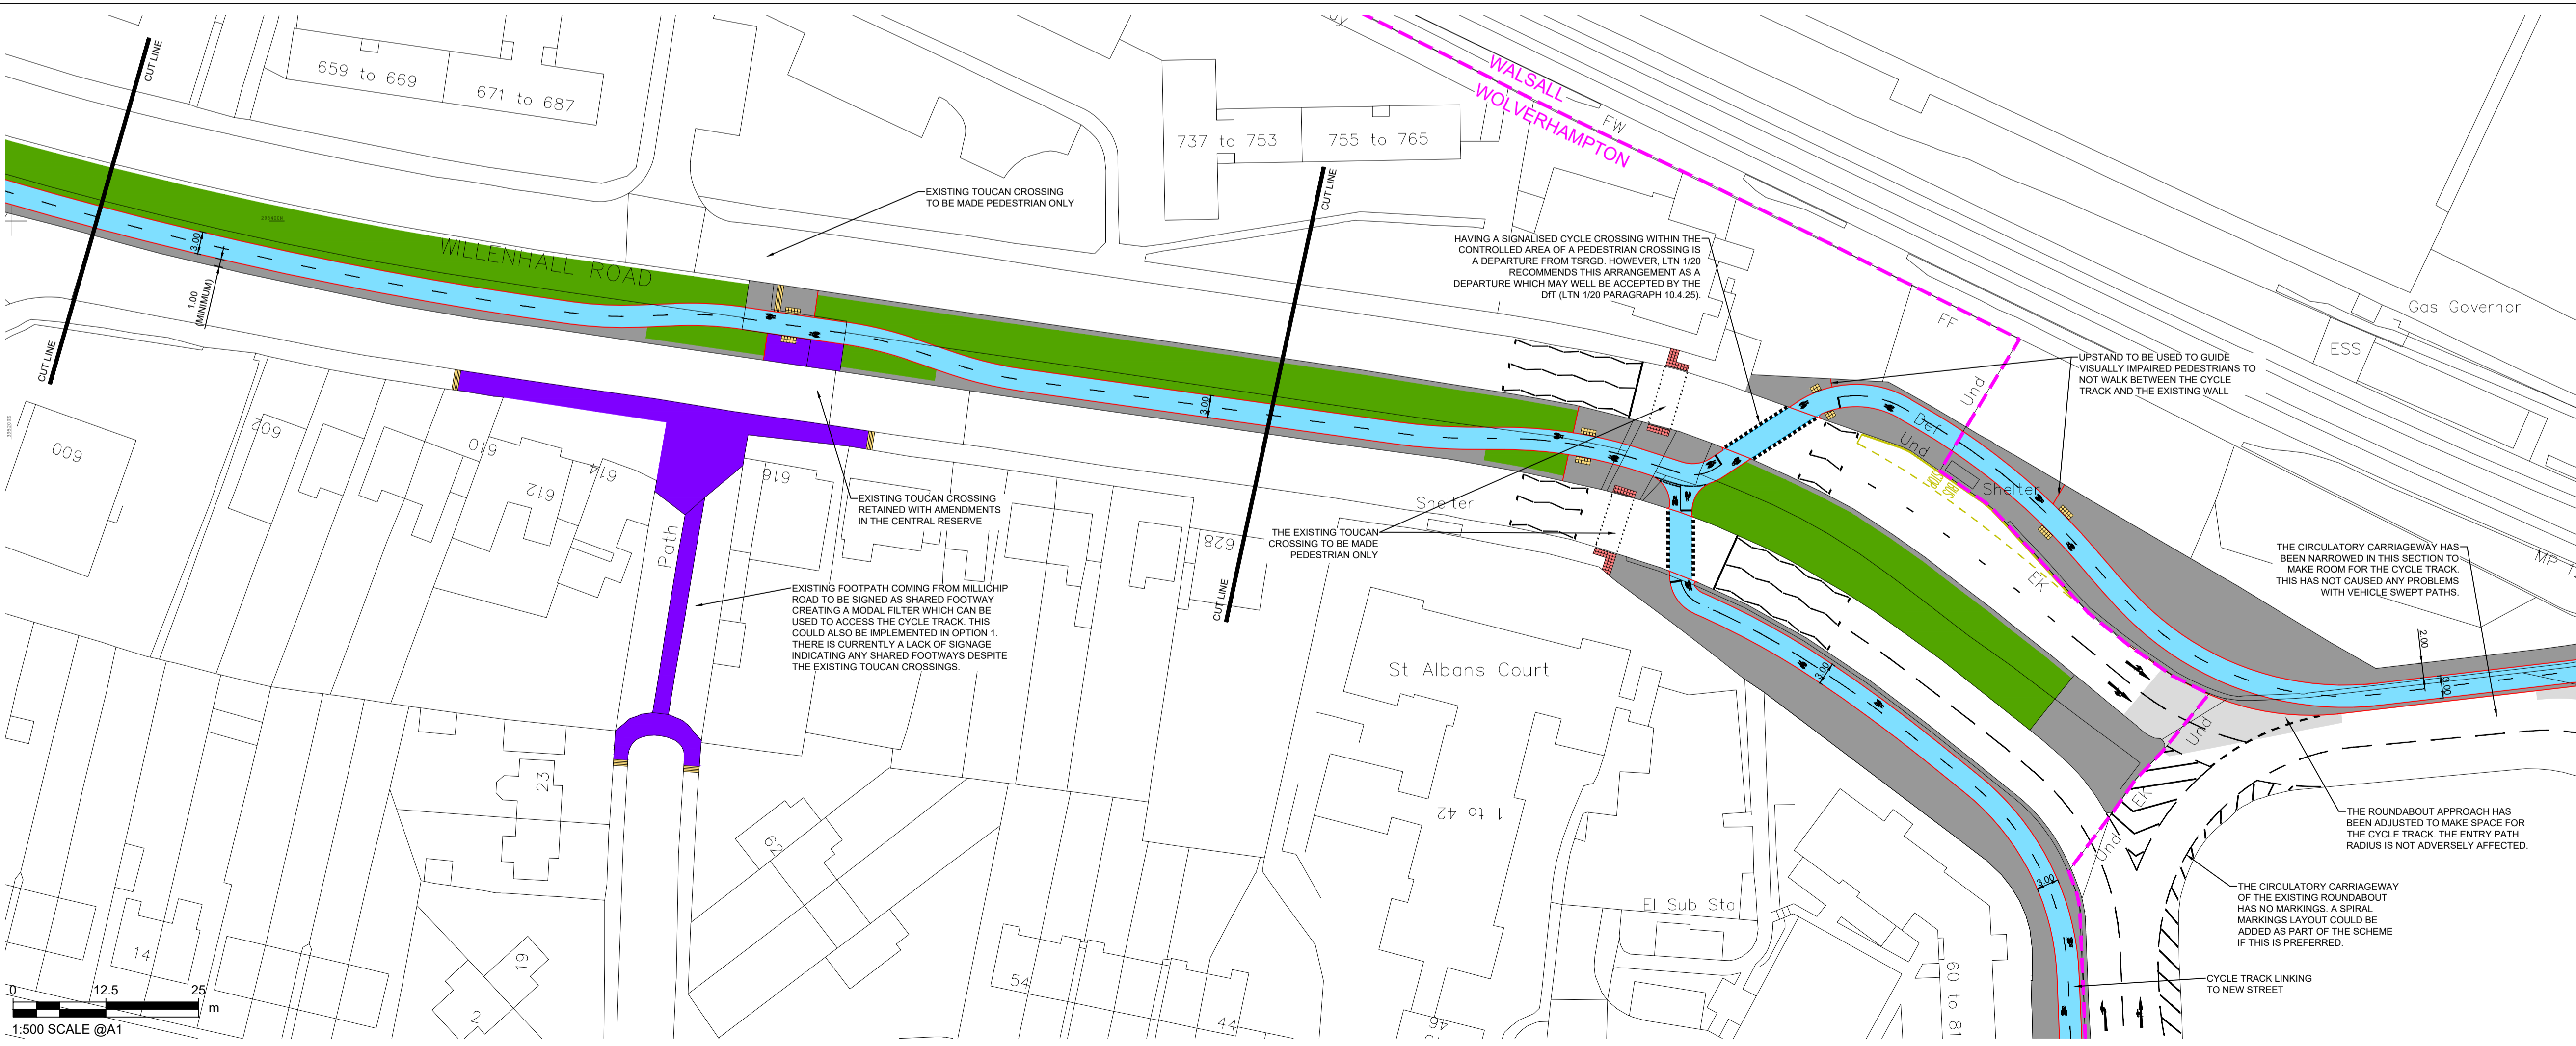 CUT LINE
659 to 669
671 to 687
EXISTING TOUCAN CROSSING
TO BE MADE PEDESTRIAN ONLY
737 to 753
755 to 765
CUT LINE
WALSALL
WOLVERHAMPTON
FW
HAVING A SIGNALISED CYCLE CROSSING WITHIN THE
CONTROLLED AREA OF A PEDESTRIAN CROSSING IS
A DEPARTURE FROM TSRGD. HOWEVER, LTN 1/20
RECOMMENDS THIS ARRANGEMENT AS A
DEPARTURE WHICH MAY WELL BE ACCEPTED BY THE
DfT (LTN 1/20 PARAGRAPH 10.4.25).
Gas Governor
FF
ESS
3.00
WILLENHALL ROAD
1.00
(MINIMUM)
CUT LINE
UPSTAND TO BE USED TO GUIDE
VISUALLY IMPAIRED PEDESTRIANS TO
NOT WALK BETWEEN THE CYCLE
TRACK AND THE EXISTING WALL
Und
Def
Und
3.00
600
602
610
612
614
616
628
EXISTING TOUCAN CROSSING
RETAINED WITH AMENDMENTS
IN THE CENTRAL RESERVE
Shelter
BUS
STOP
Shelter
Path
THE EXISTING TOUCAN
CROSSING TO BE MADE
PEDESTRIAN ONLY
EK
THE CIRCULATORY CARRIAGEWAY HAS
BEEN NARROWED IN THIS SECTION TO
MAKE ROOM FOR THE CYCLE TRACK.
THIS HAS NOT CAUSED ANY PROBLEMS
WITH VEHICLE SWEPT PATHS.
MP
EXISTING FOOTPATH COMING FROM MILLICHIP
ROAD TO BE SIGNED AS SHARED FOOTWAY
CREATING A MODAL FILTER WHICH CAN BE
USED TO ACCESS THE CYCLE TRACK. THIS
COULD ALSO BE IMPLEMENTED IN OPTION 1.
THERE IS CURRENTLY A LACK OF SIGNAGE
INDICATING ANY SHARED FOOTWAYS DESPITE
THE EXISTING TOUCAN CROSSINGS.
CUT LINE
St Albans Court
3.00
2.00
3.00
Und
23
62
1 to 42
EK
Und
THE ROUNDABOUT APPROACH HAS
BEEN ADJUSTED TO MAKE SPACE FOR
THE CYCLE TRACK. THE ENTRY PATH
RADIUS IS NOT ADVERSELY AFFECTED.
3.00
THE CIRCULATORY CARRIAGEWAY
OF THE EXISTING ROUNDABOUT
HAS NO MARKINGS. A SPIRAL
MARKINGS LAYOUT COULD BE
ADDED AS PART OF THE SCHEME
IF THIS IS PREFERRED.
El Sub Sta
14
19
54
60 to 81
CYCLE TRACK LINKING
TO NEW STREET
2
44
46
0 12.5 25
m
1:500 SCALE @A1